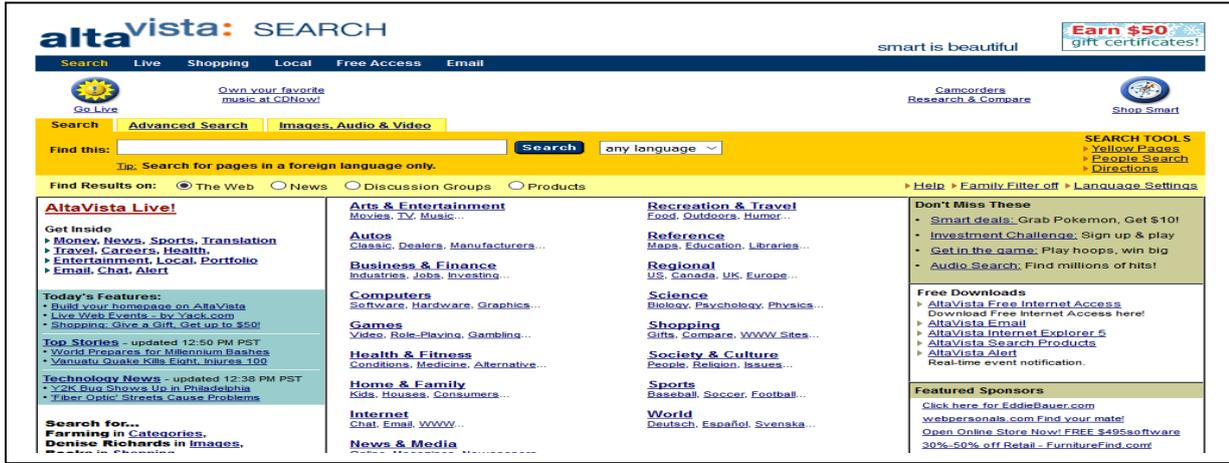 altavista: SEARCH
smart is beautiful
Earn $50
gift certificates!
Search Live Shopping Local Free Access Email
Go Live
Own your favorite
music at CDNow!
Camcorders
Research & Compare
Shop Smart
Search Advanced Search Images, Audio & Video
Find this: Search any language
Tip: Search for pages in a foreign language only.
SEARCH TOOLS
Yellow Pages
People Search
Directions
Find Results on: The Web News Discussion Groups Products
Help Family Filter off Language Settings
AltaVista Live!
Get Inside
Money, News, Sports, Translation
Travel, Careers, Health,
Entertainment, Local, Portfolio
Email, Chat, Alert
Today's Features:
• Build your homepage on AltaVista
• Live Web Events - by Yack.com
• Shopping: Give a Gift, Get up to $50!
Top Stories - updated 12:50 PM PST
• World Prepares for Millennium Bashes
• Vanuatu Quake Kills Eight, Injures 100
Technology News - updated 12:38 PM PST
• Y2K Bug Shows Up in Philadelphia
• 'Fiber Optic' Streets Cause Problems
Search for...
Farming in Categories,
Denise Richards in Images,
Books in Shopping
Arts & Entertainment
Movies, TV, Music...
Autos
Classic, Dealers, Manufacturers...
Business & Finance
Industries, Jobs, Investing...
Computers
Software, Hardware, Graphics...
Games
Video, Role-Playing, Gambling...
Health & Fitness
Conditions, Medicine, Alternative...
Home & Family
Kids, Houses, Consumers...
Internet
Chat, Email, WWW...
News & Media
Online, Magazines, Newspapers...
Recreation & Travel
Food, Outdoors, Humor...
Reference
Maps, Education, Libraries...
Regional
US, Canada, UK, Europe...
Science
Biology, Psychology, Physics...
Shopping
Gifts, Compare, WWW Sites...
Society & Culture
People, Religion, Issues...
Sports
Baseball, Soccer, Football...
World
Deutsch, Español, Svenska...
Don't Miss These
• Smart deals: Grab Pokemon, Get $10!
• Investment Challenge: Sign up & play
• Get in the game: Play hoops, win big
• Audio Search: Find millions of hits!
Free Downloads
AltaVista Free Internet Access
Download Free Internet Access here!
AltaVista Email
AltaVista Internet Explorer 5
AltaVista Search Products
AltaVista Alert
Real-time event notification.
Featured Sponsors
Click here for EddieBauer.com
webpersonals.com Find your mate!
Open Online Store Now! FREE $495software
30%-50% off Retail - FurnitureFind.com!